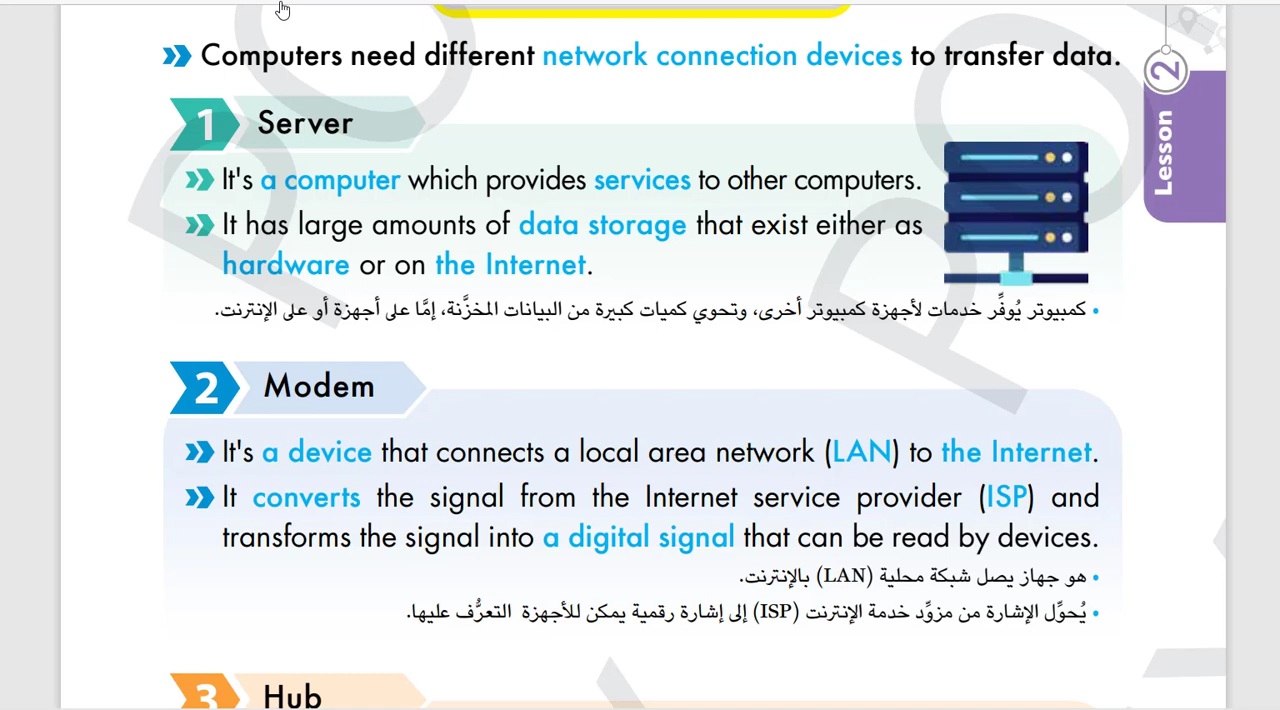 Computers need different network connection devices to transfer data.
2
Lesson
1 Server
It's a computer which provides services to other computers.
It has large amounts of data storage that exist either as
hardware or on the Internet.
• كمبيوتر يُوفِّر خدمات لأجهزة كمبيوتر أخرى، وتحوي كميات كبيرة من البيانات المخزَّنة، إمَّا على أجهزة أو على الإنترنت.
2 Modem
It's a device that connects a local area network (LAN) to the Internet.
It converts the signal from the Internet service provider (ISP) and
transforms the signal into a digital signal that can be read by devices.
• هو جهاز يصل شبكة محلية (LAN) بالإنترنت.
• يُحوِّل الإشارة من مزوِّد خدمة الإنترنت (ISP) إلى إشارة رقمية يمكن للأجهزة التعرُّف عليها.
3 Hub